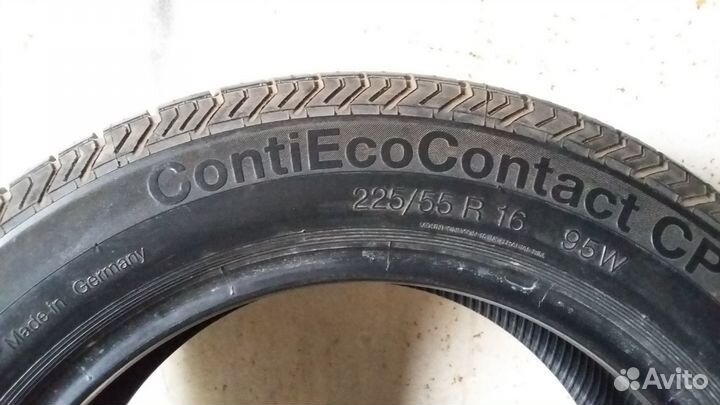 ContiEcoContact CP
225/55 R 16 95W
Made in Germany
Avito